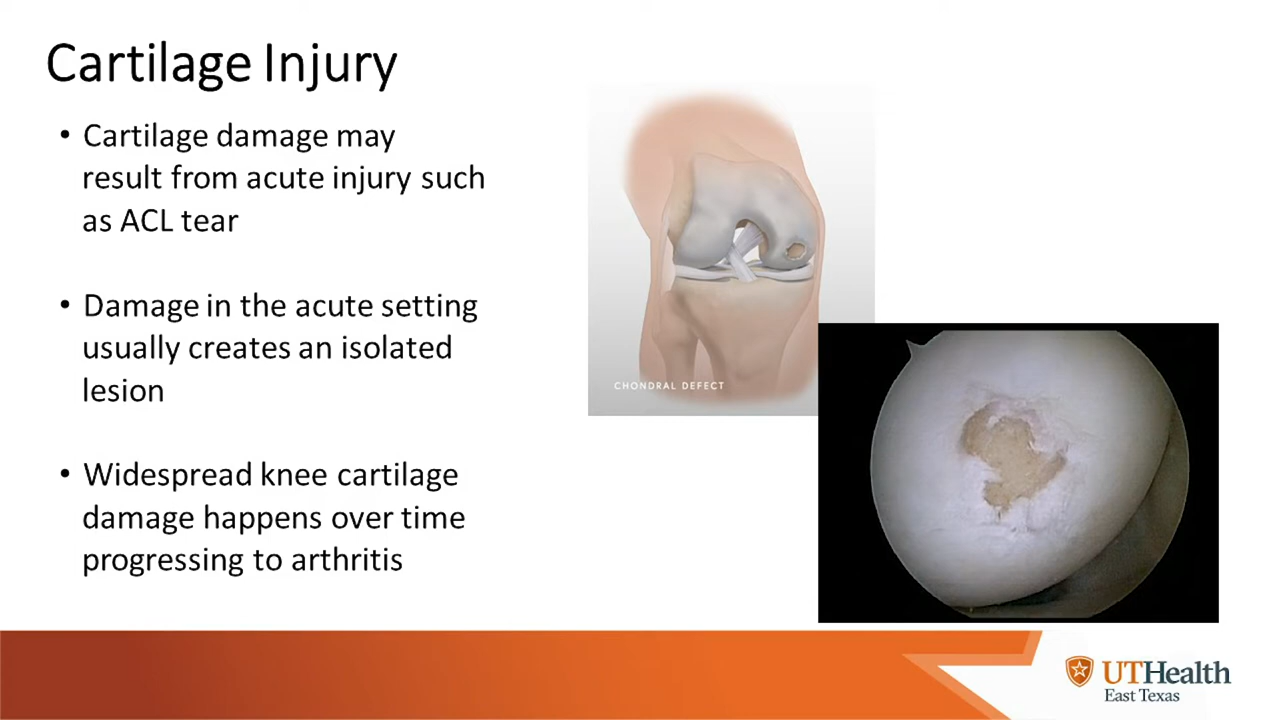 Cartilage Injury
• Cartilage damage may
result from acute injury such
as ACL tear
• Damage in the acute setting
usually creates an isolated
lesion
• Widespread knee cartilage
damage happens over time
progressing to arthritis
CHONDRAL DEFECT
UTHealth
East Texas